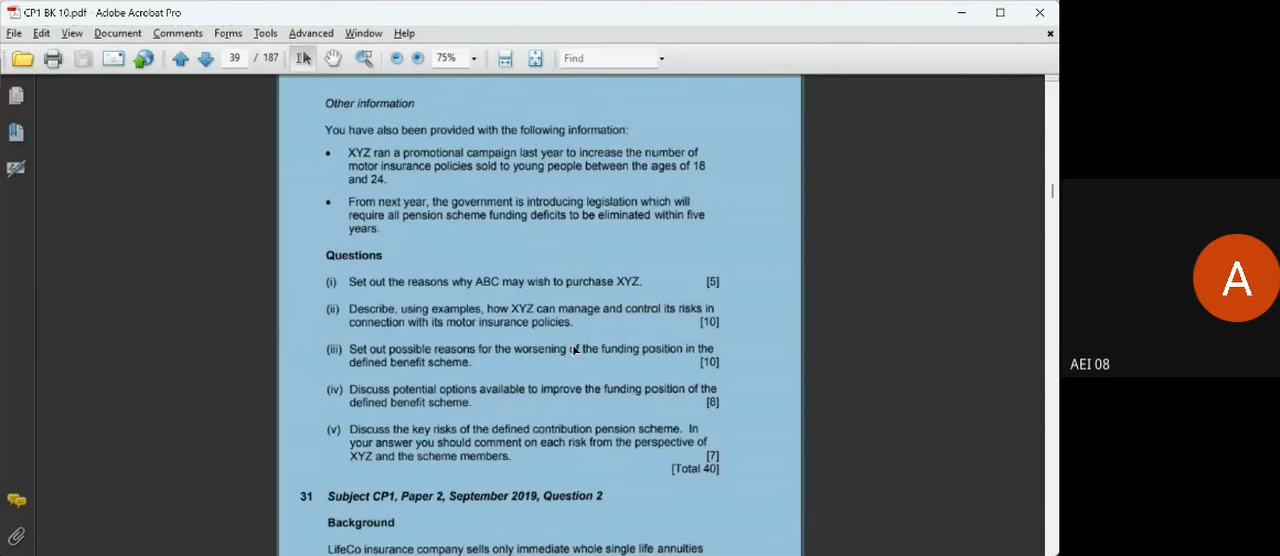 CP1 BK 10.pdf - Adobe Acrobat Pro
File Edit View Document Comments Forms Tools Advanced Window Help
39 / 187 75% Find
Other information
You have also been provided with the following information:
• XYZ ran a promotional campaign last year to increase the number of
motor insurance policies sold to young people between the ages of 18
and 24.
• From next year, the government is introducing legislation which will
require all pension scheme funding deficits to be eliminated within five
years.
Questions
(i) Set out the reasons why ABC may wish to purchase XYZ. [5]
(ii) Describe, using examples, how XYZ can manage and control its risks in
connection with its motor insurance policies. [10]
(iii) Set out possible reasons for the worsening of the funding position in the
defined benefit scheme. [10]
(iv) Discuss potential options available to improve the funding position of the
defined benefit scheme. [8]
(v) Discuss the key risks of the defined contribution pension scheme. In
your answer you should comment on each risk from the perspective of
XYZ and the scheme members. [7]
[Total 40]
31 Subject CP1, Paper 2, September 2019, Question 2
Background
LifeCo insurance company sells only immediate whole single life annuities
A
AEI 08